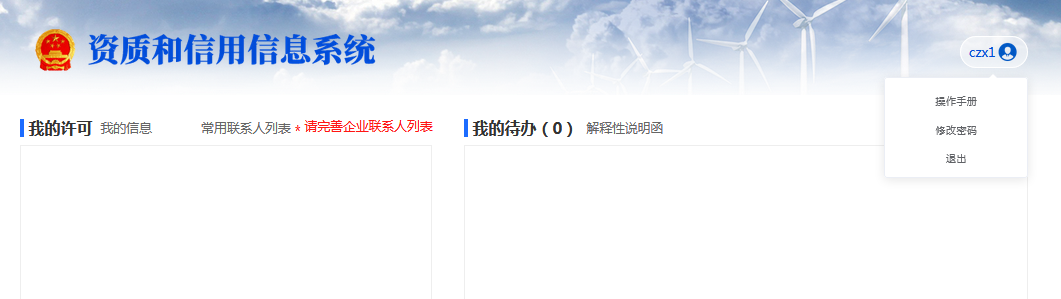 资质和信用信息系统
czx1
操作手册
修改密码
退出
我的许可 我的信息 常用联系人列表 * 请完善企业联系人列表
我的待办（0） 解释性说明函